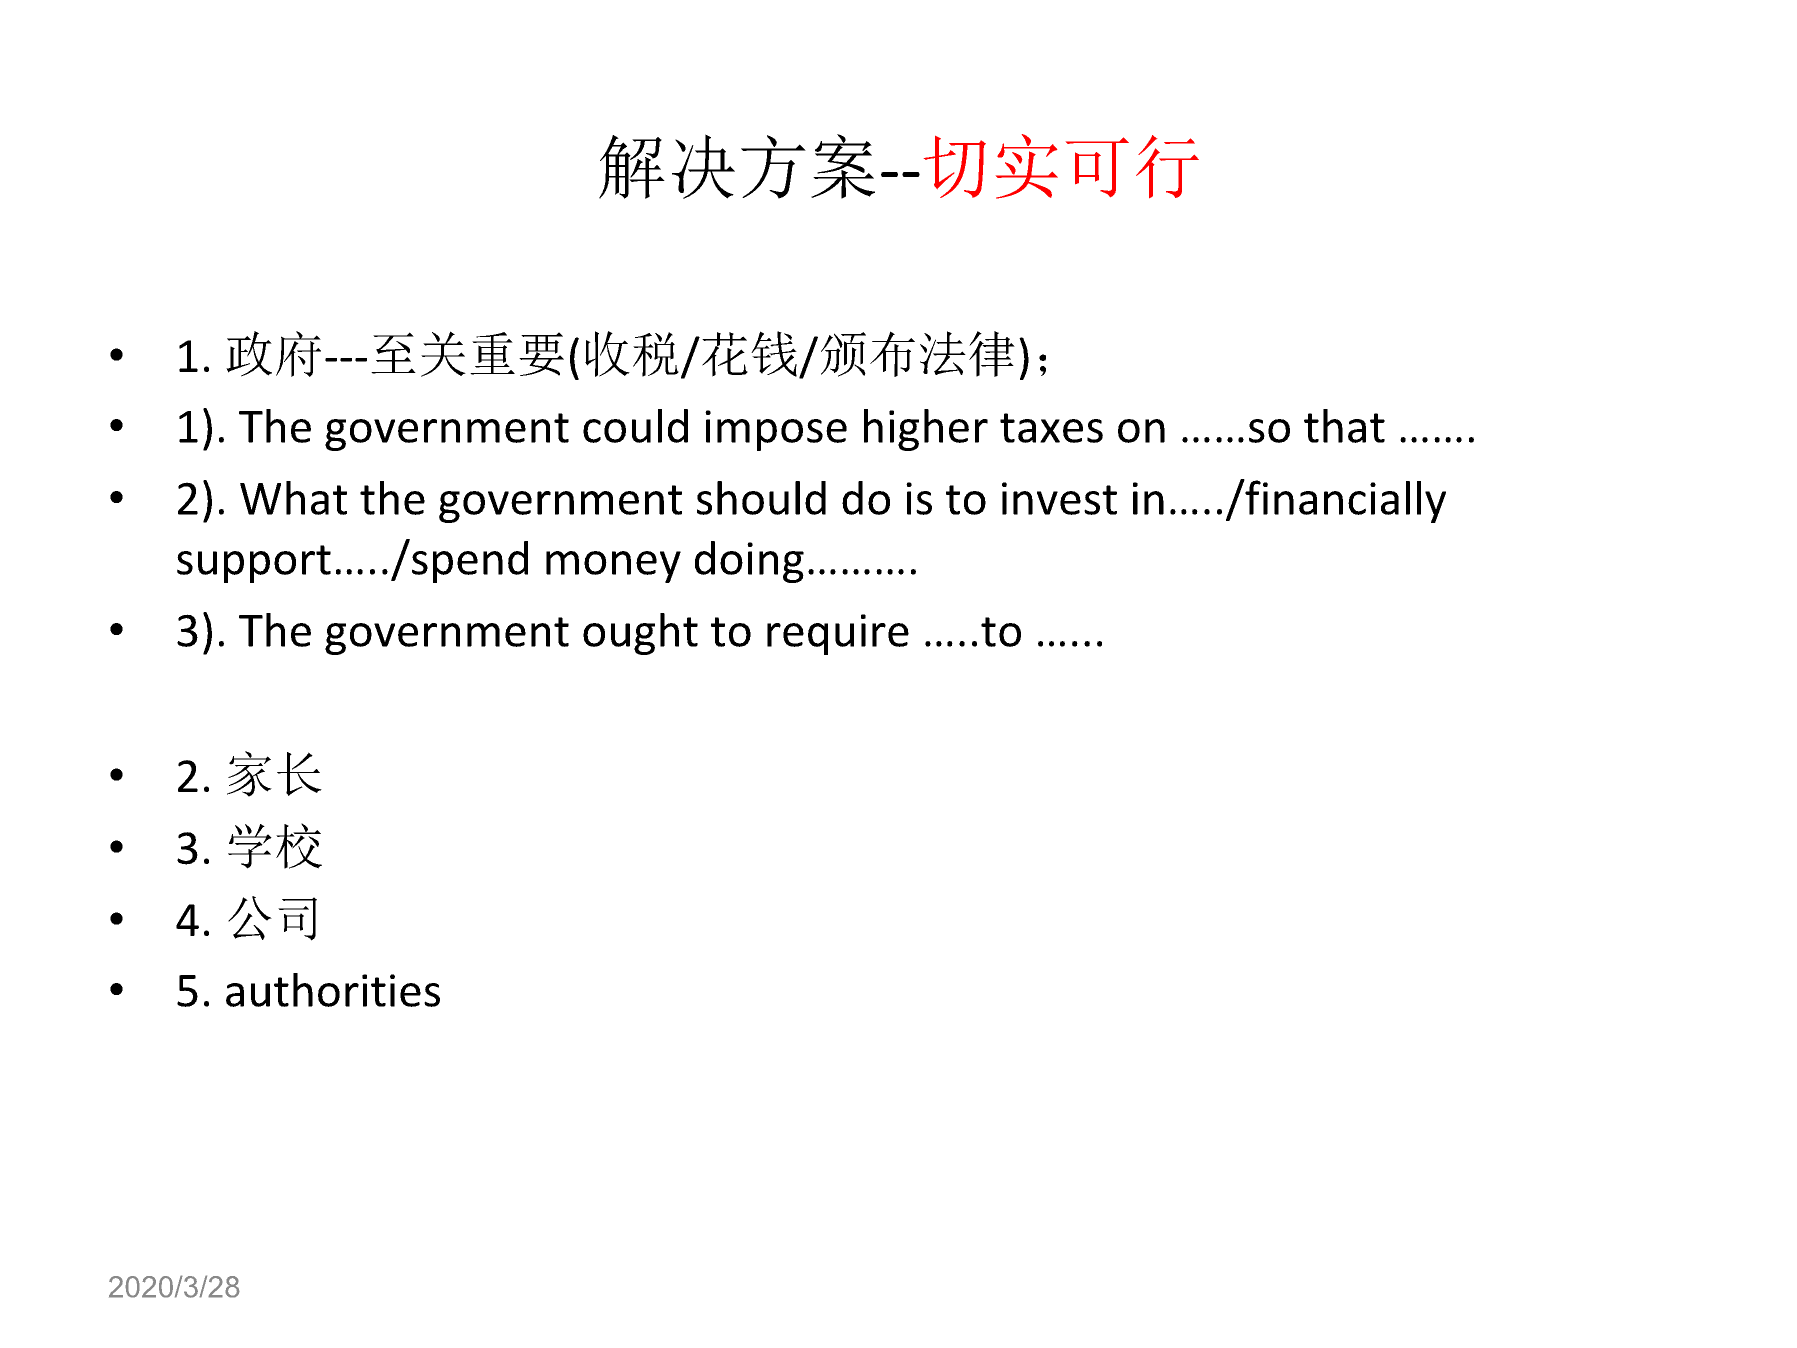 解决方案--切实可行
• 1. 政府---至关重要(收税/花钱/颁布法律)；
• 1). The government could impose higher taxes on ……so that …….
• 2). What the government should do is to invest in…../financially
support…../spend money doing……….
• 3). The government ought to require …..to ……
• 2. 家长
• 3. 学校
• 4. 公司
• 5. authorities
2020/3/28